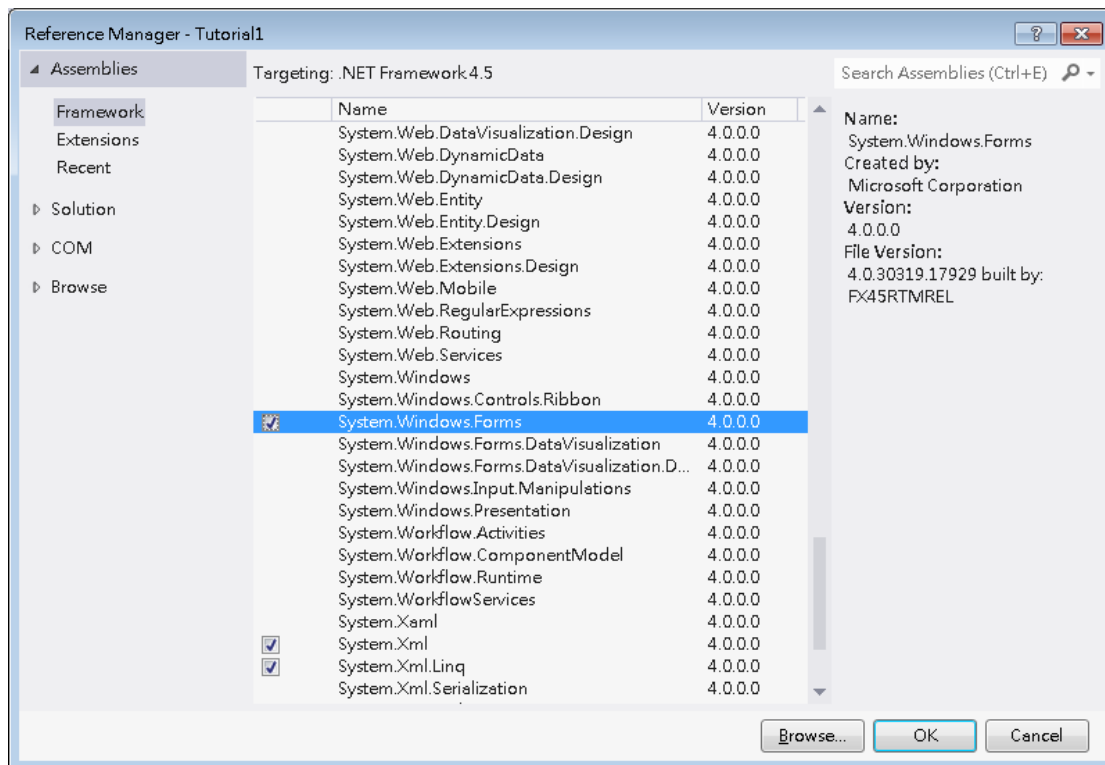 Reference Manager - Tutorial1
Assemblies
Framework
Extensions
Recent
Solution
COM
Browse
Targeting: .NET Framework 4.5
Search Assemblies (Ctrl+E)
Name Version
System.Web.DataVisualization.Design 4.0.0.0
System.Web.DynamicData 4.0.0.0
System.Web.DynamicData.Design 4.0.0.0
System.Web.Entity 4.0.0.0
System.Web.Entity.Design 4.0.0.0
System.Web.Extensions 4.0.0.0
System.Web.Extensions.Design 4.0.0.0
System.Web.Mobile 4.0.0.0
System.Web.RegularExpressions 4.0.0.0
System.Web.Routing 4.0.0.0
System.Web.Services 4.0.0.0
System.Windows 4.0.0.0
System.Windows.Controls.Ribbon 4.0.0.0
System.Windows.Forms 4.0.0.0
System.Windows.Forms.DataVisualization 4.0.0.0
System.Windows.Forms.DataVisualization.D... 4.0.0.0
System.Windows.Input.Manipulations 4.0.0.0
System.Windows.Presentation 4.0.0.0
System.Workflow.Activities 4.0.0.0
System.Workflow.ComponentModel 4.0.0.0
System.Workflow.Runtime 4.0.0.0
System.WorkflowServices 4.0.0.0
System.Xaml 4.0.0.0
System.Xml 4.0.0.0
System.Xml.Linq 4.0.0.0
System.Xml.Serialization 4.0.0.0
Name:
System.Windows.Forms
Created by:
Microsoft Corporation
Version:
4.0.0.0
File Version:
4.0.30319.17929 built by:
FX45RTMREL
Browse... OK Cancel